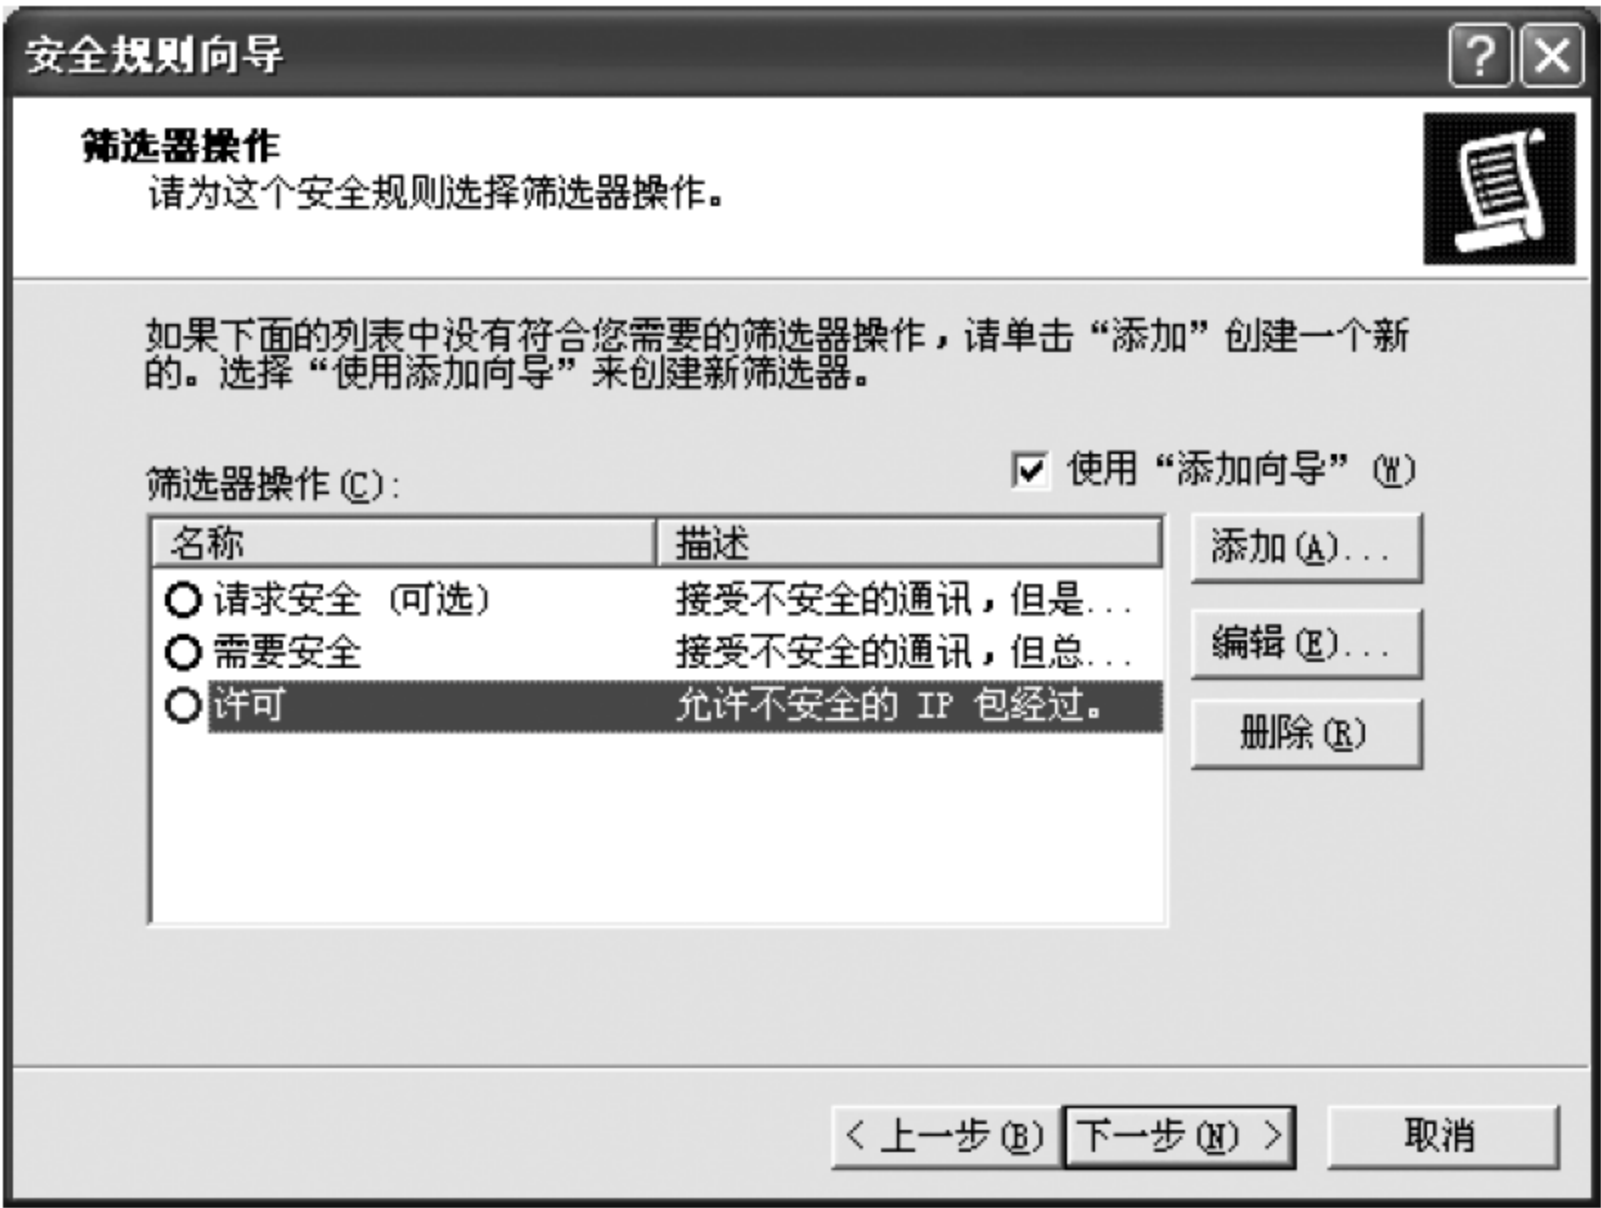 安全规则向导
筛选器操作
请为这个安全规则选择筛选器操作。
如果下面的列表中没有符合您需要的筛选器操作，请单击“添加”创建一个新
的。选择“使用添加向导”来创建新筛选器。
使用“添加向导”(W)
筛选器操作(C):
名称 描述
请求安全 (可选) 接受不安全的通讯，但是...
需要安全 接受不安全的通讯，但总...
许可 允许不安全的 IP 包经过。
添加(A)...
编辑(E)...
删除(R)
< 上一步(B) 下一步(N) > 取消